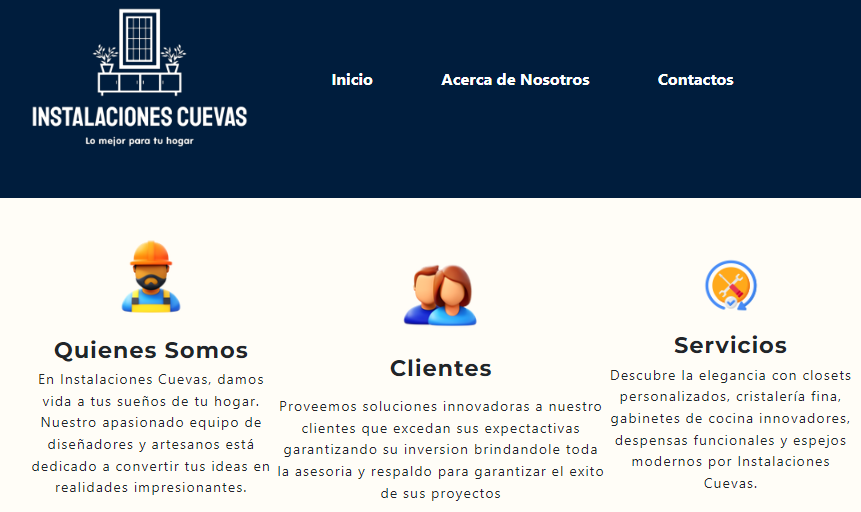 INSTALACIONES CUEVAS
Lo mejor para tu hogar
Inicio
Acerca de Nosotros
Contactos
Quienes Somos
En Instalaciones Cuevas, damos
vida a tus sueños de tu hogar.
Nuestro apasionado equipo de
diseñadores y artesanos está
dedicado a convertir tus ideas en
realidades impresionantes.
Clientes
Proveemos soluciones innovadoras a nuestro
clientes que excedan sus expectactivas
garantizando su inversion brindandole toda
la asesoria y respaldo para garantizar el exito
de sus proyectos
Servicios
Descubre la elegancia con closets
personalizados, cristalería fina,
gabinetes de cocina innovadores,
despensas funcionales y espejos
modernos por Instalaciones
Cuevas.